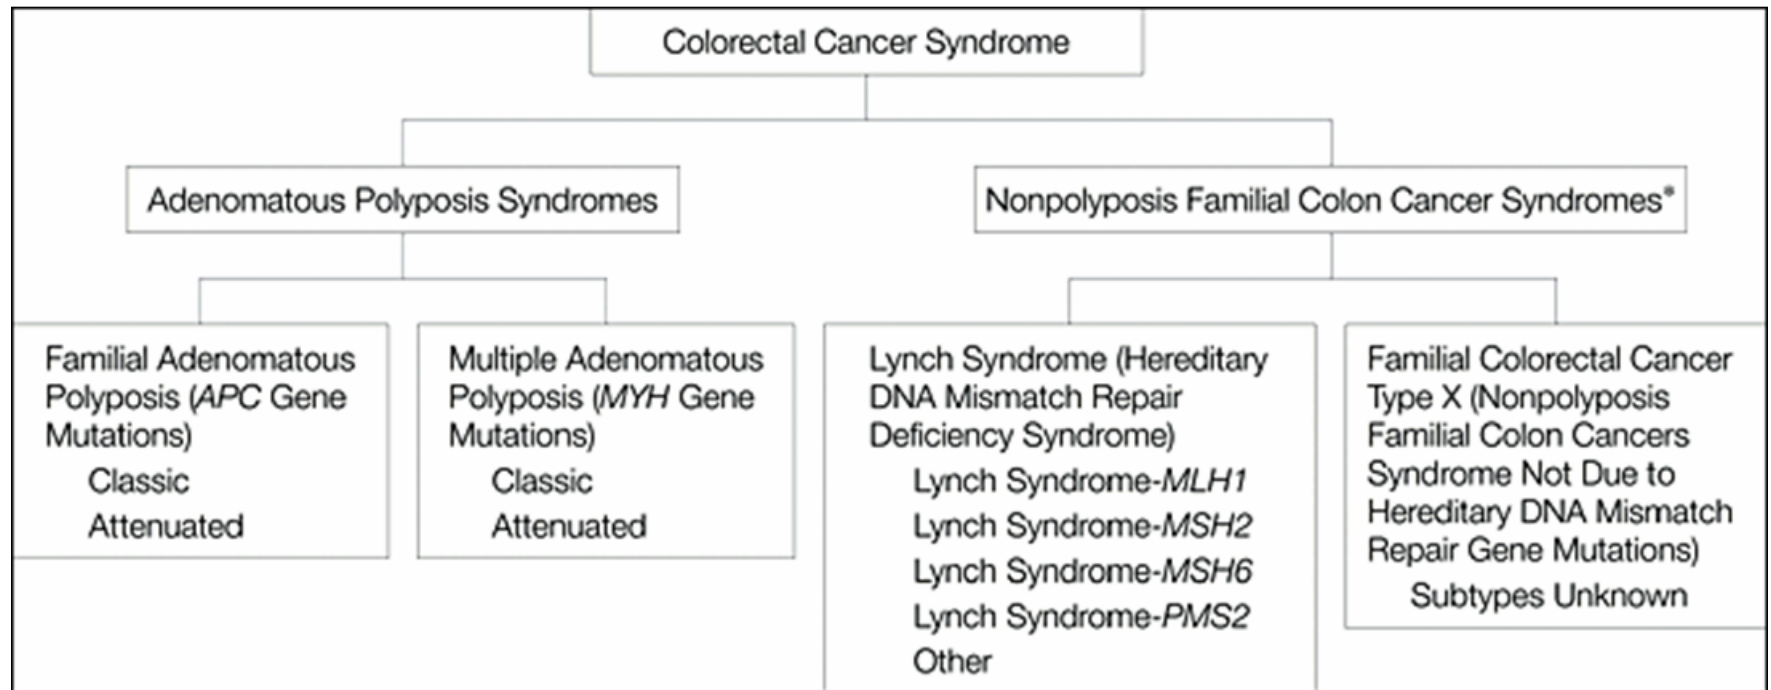 Colorectal Cancer Syndrome
Adenomatous Polyposis Syndromes
Nonpolyposis Familial Colon Cancer Syndromes*
Familial Adenomatous
Polyposis (APC Gene
Mutations)
Classic
Attenuated
Multiple Adenomatous
Polyposis (MYH Gene
Mutations)
Classic
Attenuated
Lynch Syndrome (Hereditary
DNA Mismatch Repair
Deficiency Syndrome)
Lynch Syndrome-MLH1
Lynch Syndrome-MSH2
Lynch Syndrome-MSH6
Lynch Syndrome-PMS2
Other
Familial Colorectal Cancer
Type X (Nonpolyposis
Familial Colon Cancers
Syndrome Not Due to
Hereditary DNA Mismatch
Repair Gene Mutations)
Subtypes Unknown